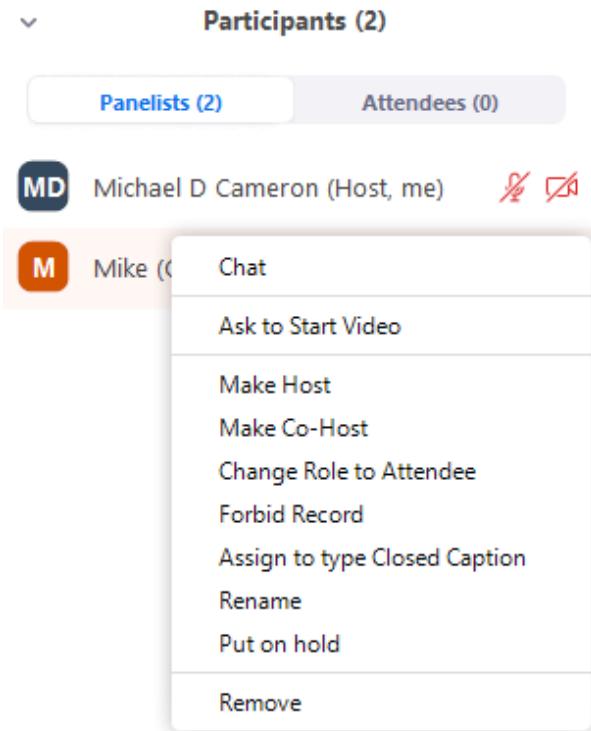 Participants (2)
Panelists (2) Attendees (0)
MD Michael D Cameron (Host, me)
M Mike (
Chat
Ask to Start Video
Make Host
Make Co-Host
Change Role to Attendee
Forbid Record
Assign to type Closed Caption
Rename
Put on hold
Remove